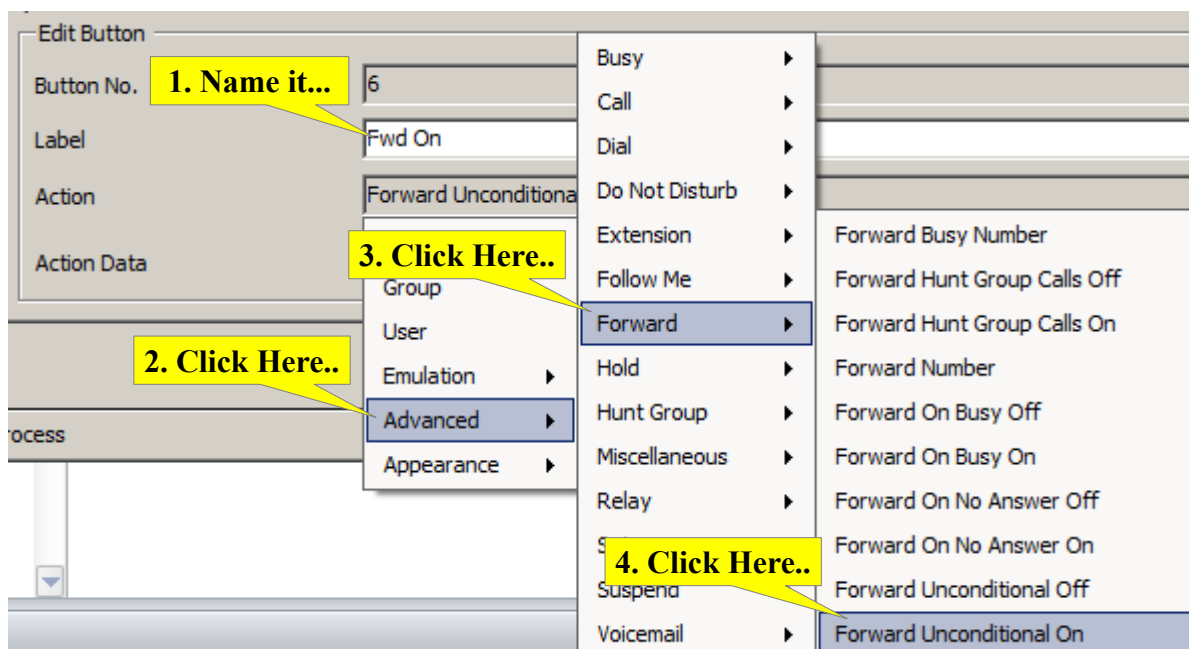 Edit Button
Button No.
1. Name it...
6
Label
Fwd On
Action
Forward Unconditiona
Action Data
3. Click Here..
Group
User
2. Click Here..
Emulation
Advanced
Appearance
rocess
Busy
Call
Dial
Do Not Disturb
Extension
Follow Me
Forward
Hold
Hunt Group
Miscellaneous
Relay
4. Click Here..
Suspend
Voicemail
Forward Busy Number
Forward Hunt Group Calls Off
Forward Hunt Group Calls On
Forward Number
Forward On Busy Off
Forward On Busy On
Forward On No Answer Off
Forward On No Answer On
Forward Unconditional Off
Forward Unconditional On